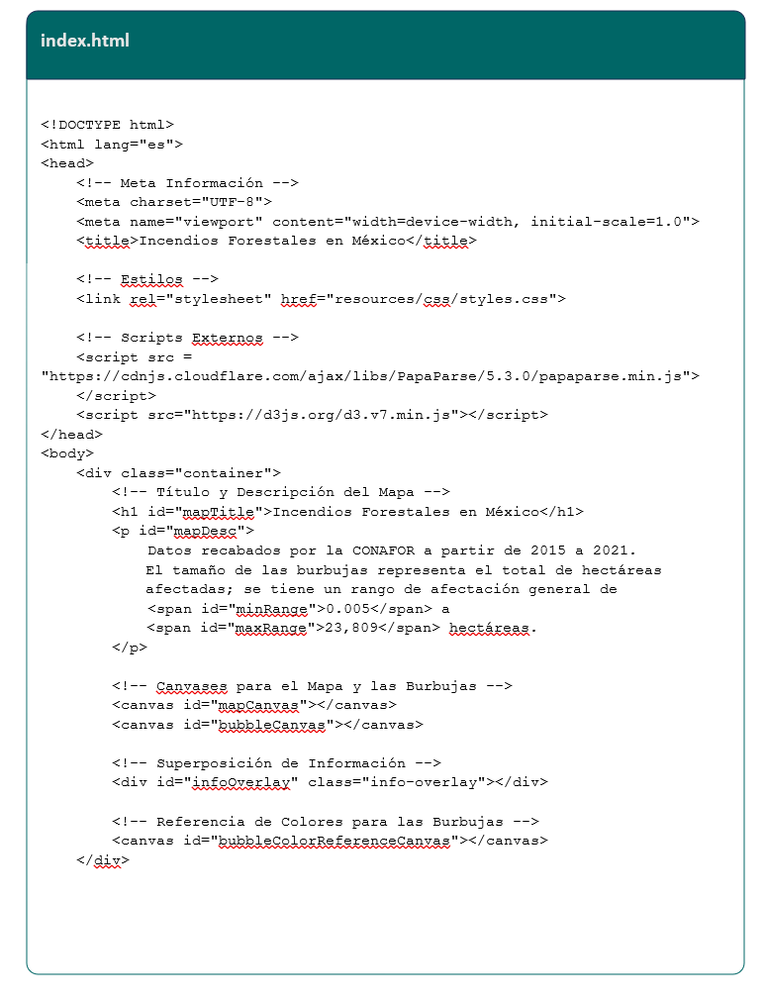 index.html
<!DOCTYPE html>
<html lang="es">
<head>
<!-- Meta Información -->
<meta charset="UTF-8">
<meta name="viewport" content="width=device-width, initial-scale=1.0">
<title>Incendios Forestales en México</title>
<!-- Estilos -->
<link rel="stylesheet" href="resources/css/styles.css">
<!-- Scripts Externos -->
<script src =
"https://cdnjs.cloudflare.com/ajax/libs/PapaParse/5.3.0/papaparse.min.js">
</script>
<script src="https://d3js.org/d3.v7.min.js"></script>
</head>
<body>
<div class="container">
<!-- Título y Descripción del Mapa -->
<h1 id="mapTitle">Incendios Forestales en México</h1>
<p id="mapDesc">
Datos recabados por la CONAFOR a partir de 2015 a 2021.
El tamaño de las burbujas representa el total de hectáreas
afectadas; se tiene un rango de afectación general de
<span id="minRange">0.005</span> a
<span id="maxRange">23,809</span> hectáreas.
</p>
<!-- Canvases para el Mapa y las Burbujas -->
<canvas id="mapCanvas"></canvas>
<canvas id="bubbleCanvas"></canvas>
<!-- Superposición de Información -->
<div id="infoOverlay" class="info-overlay"></div>
<!-- Referencia de Colores para las Burbujas -->
<canvas id="bubbleColorReferenceCanvas"></canvas>
</div>